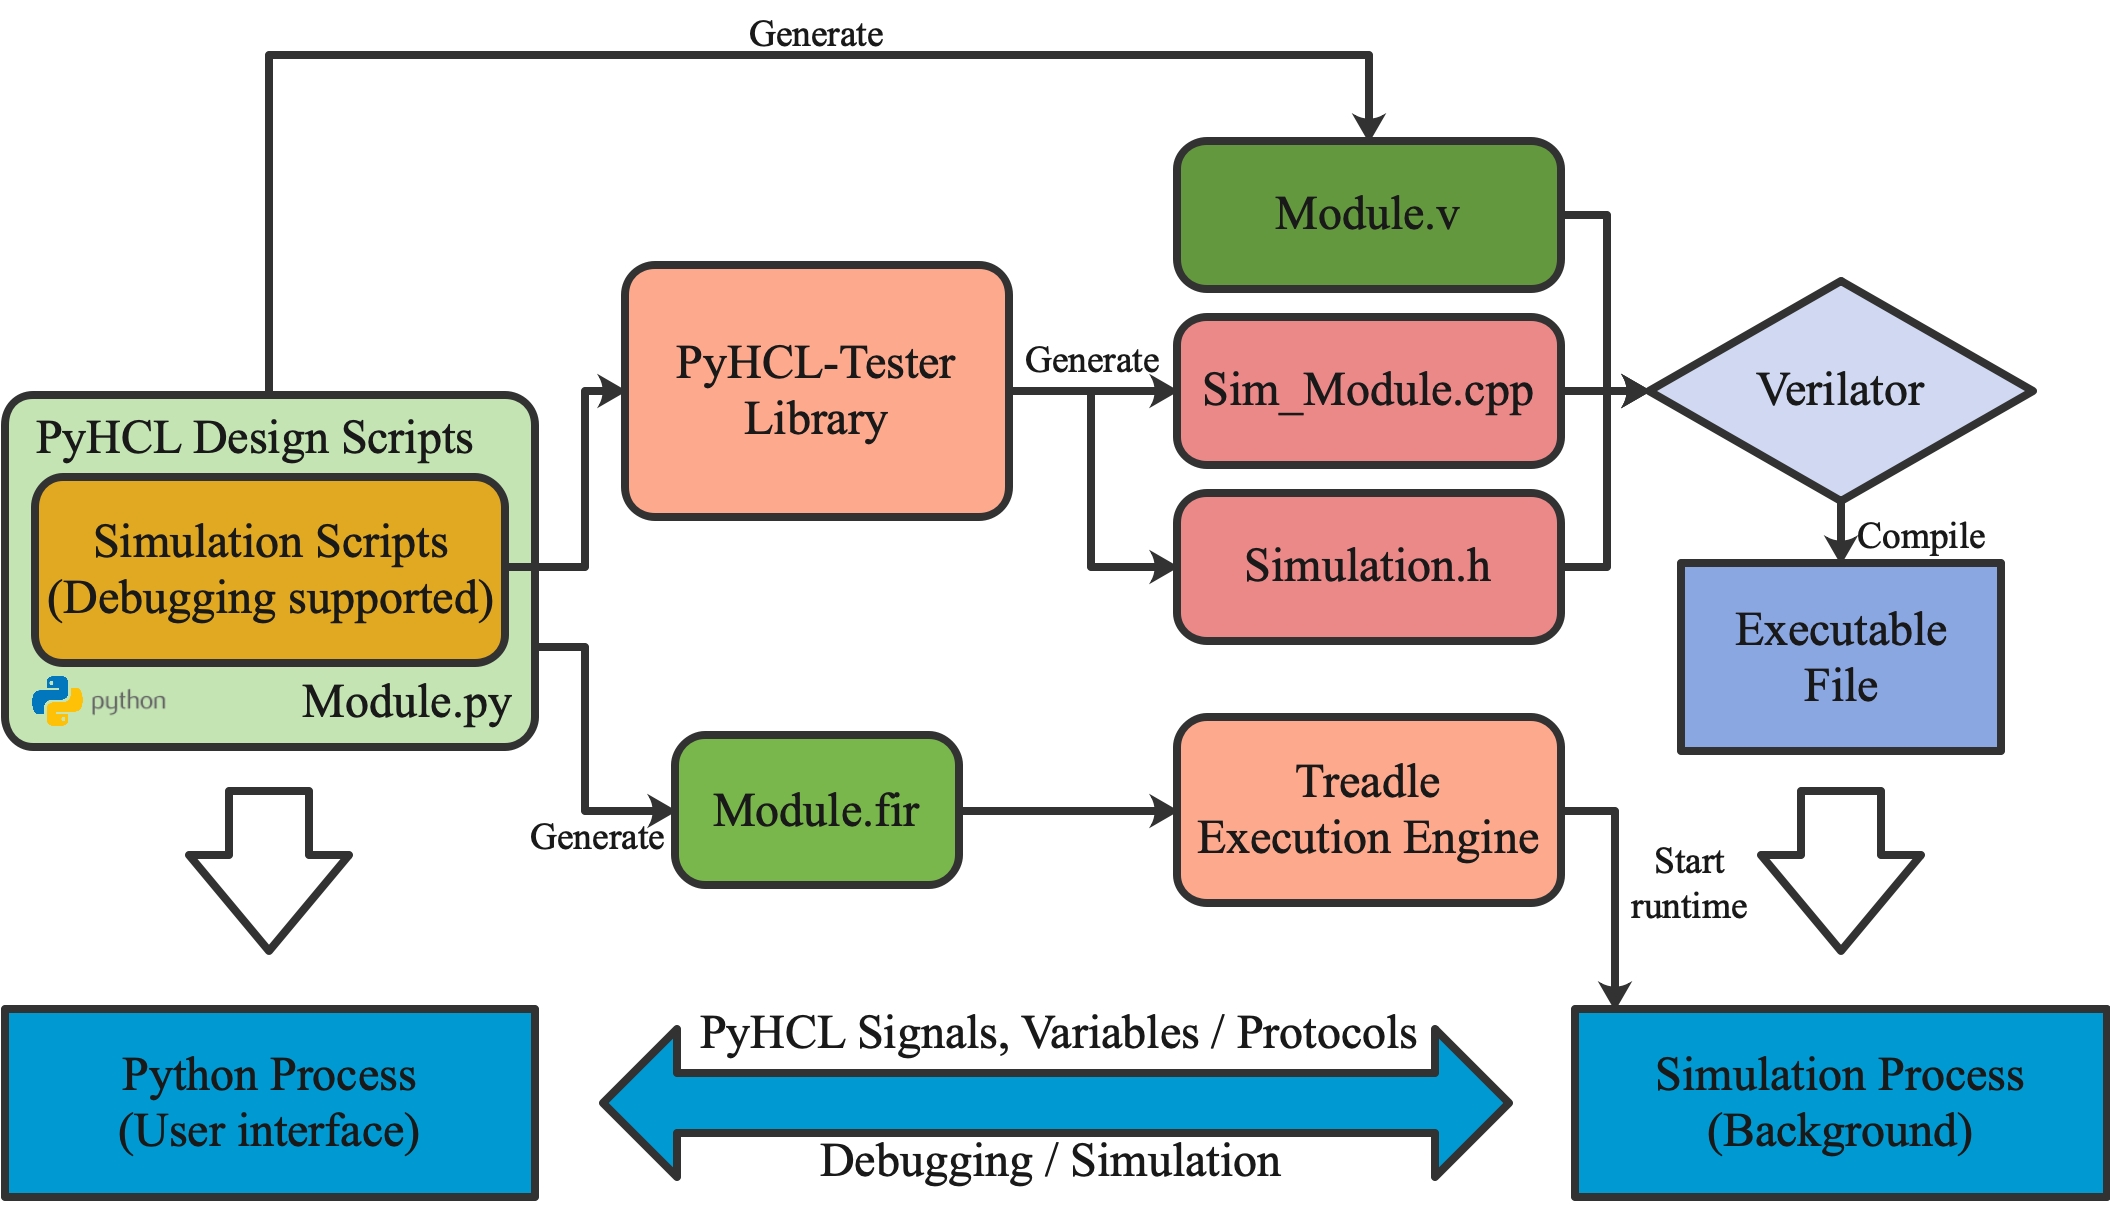 Generate
Module.v
PyHCL-Tester
Library
Generate
Sim_Module.cpp
Verilator
PyHCL Design Scripts
Simulation Scripts
(Debugging supported)
python
Module.py
Simulation.h
Compile
Executable
File
Generate
Module.fir
Treadle
Execution Engine
Start
runtime
Python Process
(User interface)
PyHCL Signals, Variables / Protocols
Debugging / Simulation
Simulation Process
(Background)